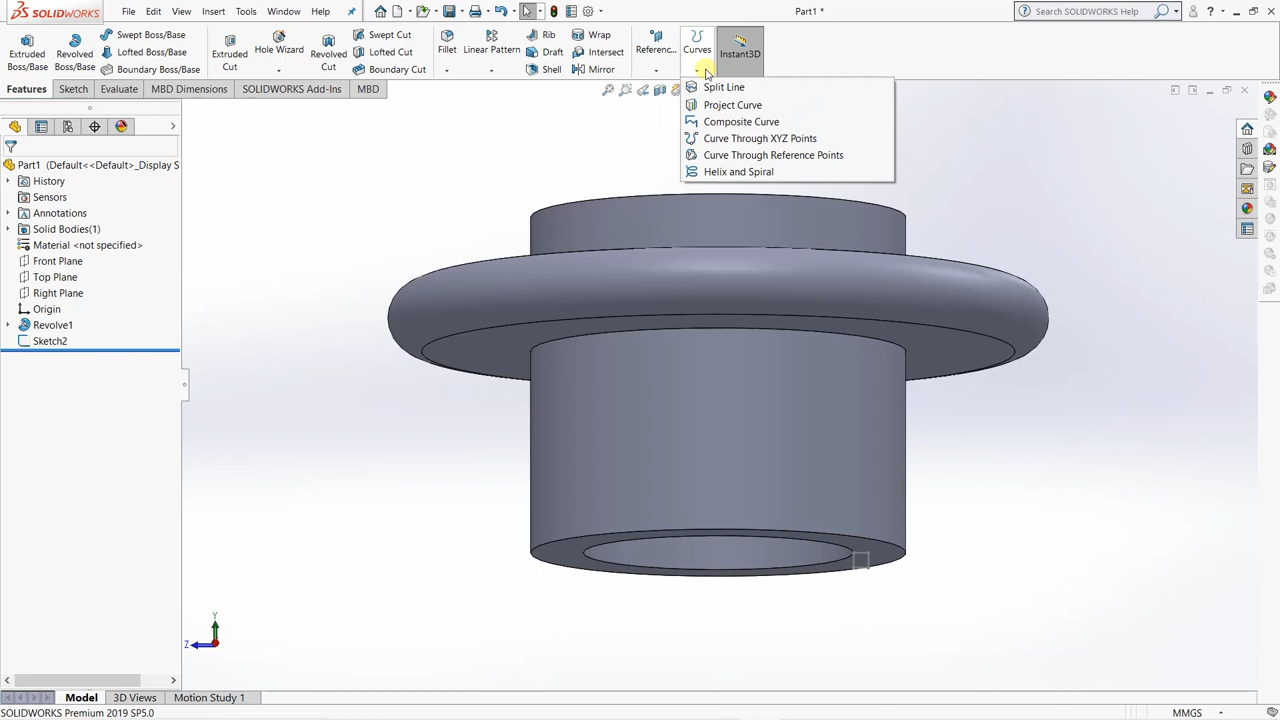 SOLIDWORKS File Edit View Insert Tools Window Help Part1 * Search SOLIDWORKS Help
Extruded Boss/Base
Revolved Boss/Base
Swept Boss/Base
Lofted Boss/Base
Boundary Boss/Base
Extruded Cut
Hole Wizard
Revolved Cut
Swept Cut
Lofted Cut
Boundary Cut
Fillet
Linear Pattern
Rib
Draft
Shell
Wrap
Intersect
Mirror
Referenc...
Curves
Instant3D
Features Sketch Evaluate MBD Dimensions SOLIDWORKS Add-Ins MBD
Split Line
Project Curve
Composite Curve
Curve Through XYZ Points
Curve Through Reference Points
Helix and Spiral
Part1 (Default<<Default>_Display S
History
Sensors
Annotations
Solid Bodies(1)
Material <not specified>
Front Plane
Top Plane
Right Plane
Origin
Revolve1
Sketch2
Y
Z
Model 3D Views Motion Study 1
SOLIDWORKS Premium 2019 SP5.0 MMGS